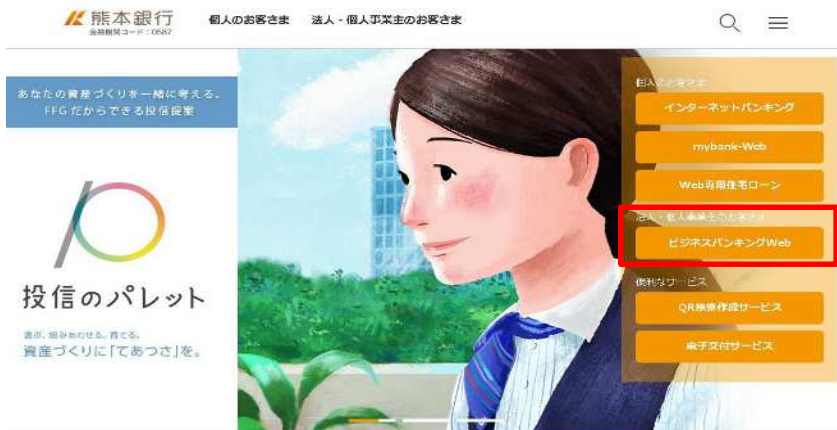 熊本銀行
金融機関コード:0587
個人のお客さま 法人・個人事業主のお客さま
あなたの資産づくりを一緒に考える。
FFGだからできる投信提案
投信のパレット
選ぶ、組みあわせる、育てる。
資産づくりに「てあつさ」を。
個人のお客さま
インターネットバンキング
mybank-Web
Web専用住宅ローン
法人・個人事業主のお客さま
ビジネスバンキングWeb
便利なサービス
QR帳票作成サービス
電子交付サービス